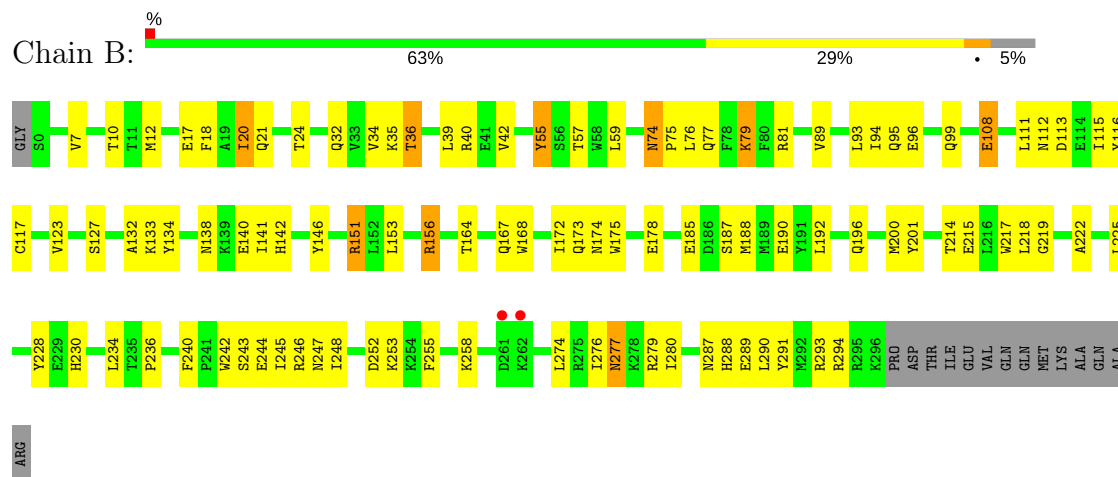 %
Chain B: 63% 29% • 5%
GLY S0 V7 T10 T11 M12 E17 F18 A19 I20 Q21 T24 Q32 V33 V34 K35 T36 L39 R40 E41 V42 Y55 S56 T57 W58 L59 N74 P75 L76 Q77 F78 K79 F80 R81 V89 L93 I94 Q95 E96 Q99 E108 L111 N112 D113 E114 I115 Y116
C117 V123 S127 A132 K133 Y134 N138 K139 E140 I141 H142 Y146 R151 L152 L153 R156 T164 Q167 W168 I172 Q173 N174 W175 E178 E185 D186 S187 M188 M189 E190 Y191 L192 Q196 M200 Y201 T214 E215 L216 W217 L218 G219 A222 L225
Y228 E229 H230 L234 T235 P236 F240 P241 W242 S243 E244 I245 R246 N247 I248 D252 K253 K254 F255 K258 D261 K262 L274 R275 I276 N277 K278 R279 I280 N287 H288 E289 L290 Y291 M292 R293 R294 R295 K296 PRO ASP THR ILE GLU VAL GLN GLN MET LYS ALA ALA GLN ALA
ARG